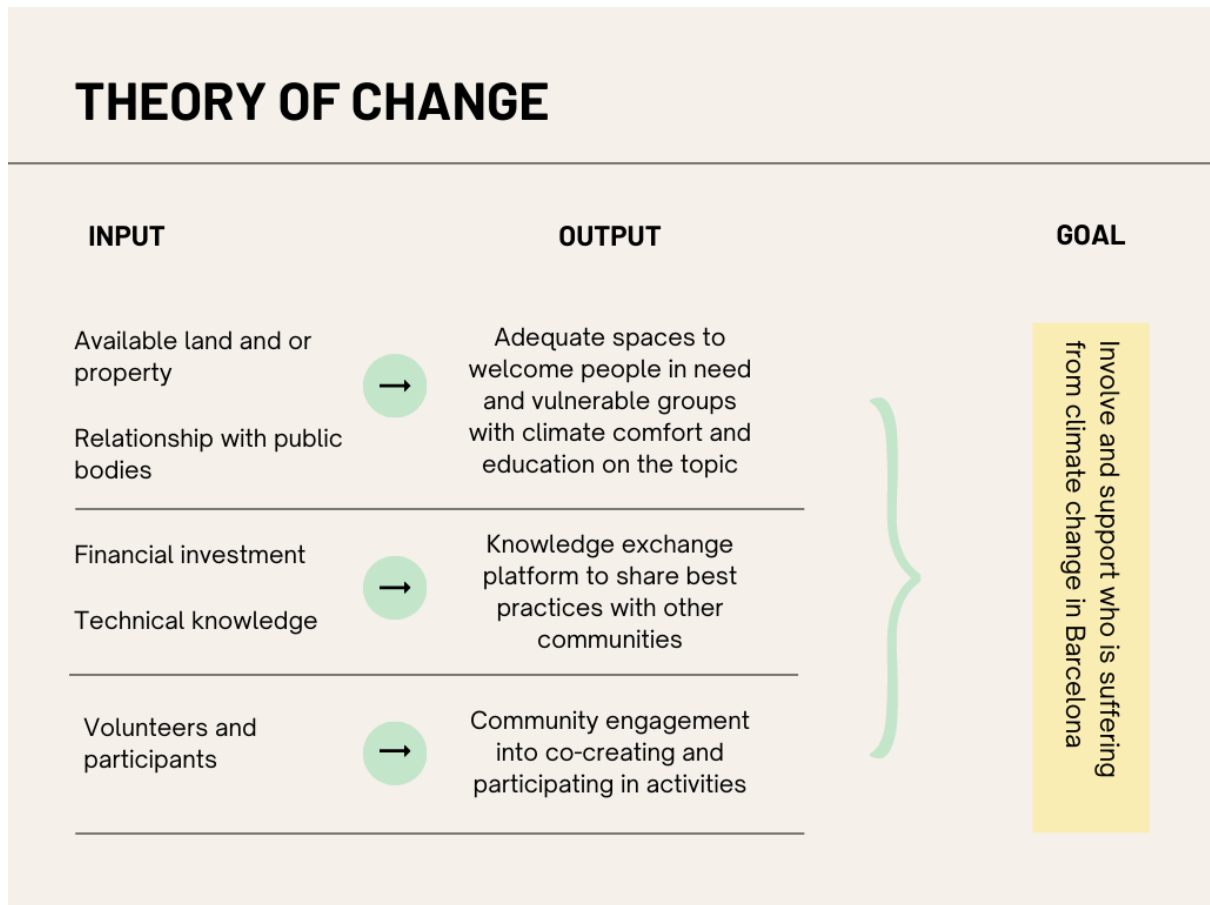 THEORY OF CHANGE
INPUT
OUTPUT
GOAL
Available land and or
property
Relationship with public
bodies
Adequate spaces to
welcome people in need
and vulnerable groups
with climate comfort and
education on the topic
Financial investment
Technical knowledge
Knowledge exchange
platform to share best
practices with other
communities
Volunteers and
participants
Community engagement
into co-creating and
participating in activities
Involve and support who is suffering
from climate change in Barcelona